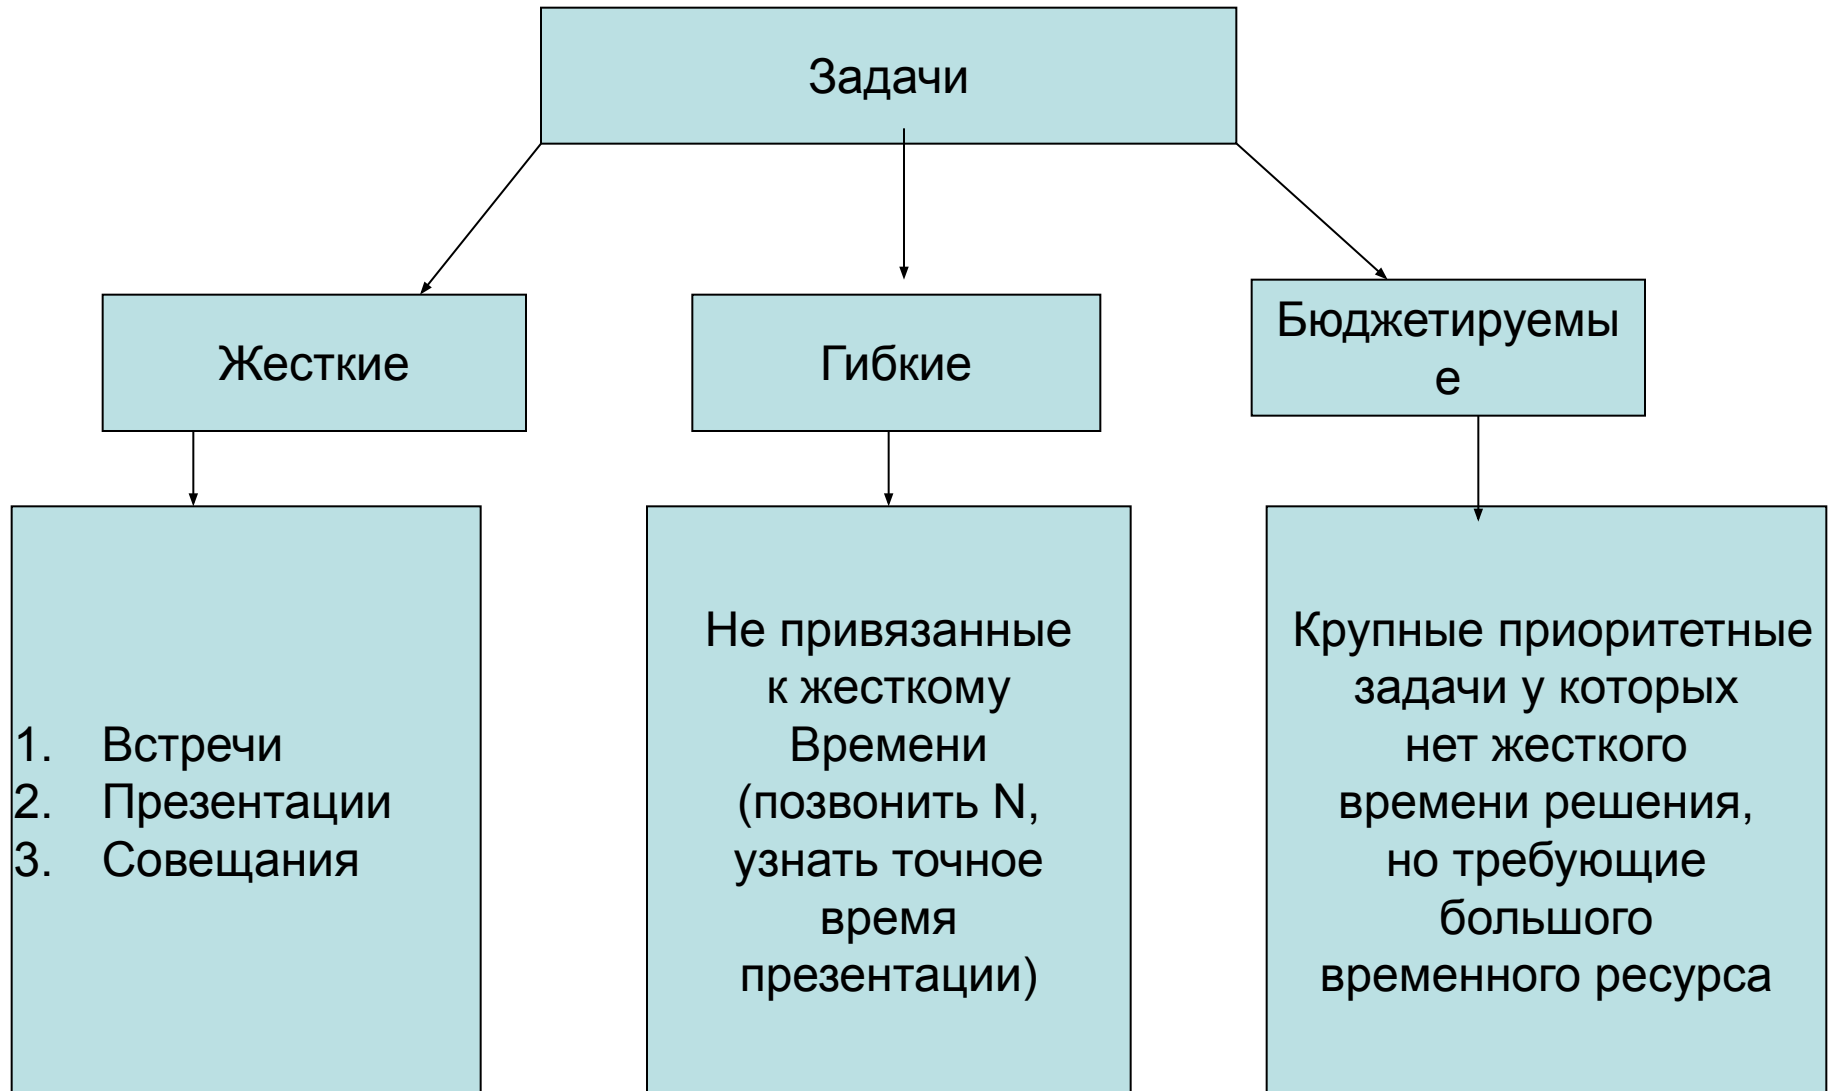 Задачи
Жесткие
Гибкие
Бюджетируемы
е
1. Встречи
2. Презентации
3. Совещания
Не привязанные
к жесткому
Времени
(позвонить N,
узнать точное
время
презентации)
Крупные приоритетные
задачи у которых
нет жесткого
времени решения,
но требующие
большого
временного ресурса